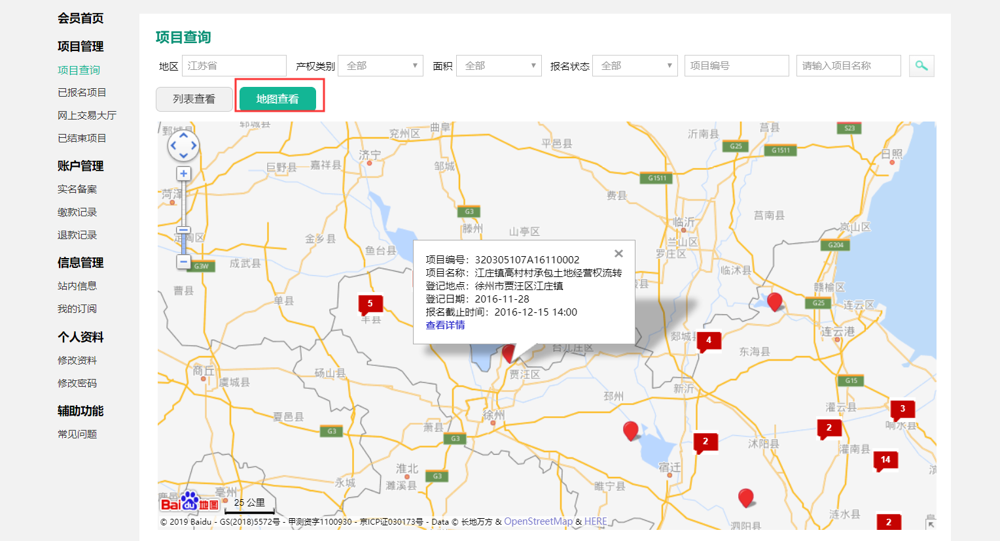 会员首页
项目管理
项目查询
已报名项目
网上交易大厅
已结束项目
账户管理
实名备案
缴款记录
退款记录
信息管理
站内信息
我的订阅
个人资料
修改资料
修改密码
辅助功能
常见问题
项目查询
地区 江苏省 产权类别 全部 面积 全部 报名状态 全部 项目编号 请输入项目名称
列表查看 地图查看
鄄城县
郓城县
兖州区
曲阜
平邑县
沂南县
莒县
S23
G25
G1511
济宁
日照
巨野县
嘉祥县
邹城
G1511
菏泽
费县
G3
莒南县
滕州
山亭区
临沂
岚山区
定陶区
金乡县
鱼台县
兰山区
罗庄区
G204
G3W
成武县
临沭县
项目编号：320305107A16110002
项目名称：江庄镇高村村承包土地经营权流转
登记地点：徐州市贾汪区江庄镇
登记日期：2016-11-28
报名截止时间：2016-12-15 14:00
查看详情
曹县
单县
5
丰县
赣榆区
G25
连云区
连云港
郯城县
4
台儿庄区
东海县
商丘
虞城县
砀山县
贾汪区
G15
新沂
邳州
灌云县
3
夏邑县
徐州
萧县
G3
G3
响水县
2
2
沭阳县
灌南县
14
淮北
G3
宿迁
永城
濉溪县
睢宁县
亳州
Bai du 地图
25 公里
涟水县
2
泗阳县
© 2019 Baidu - GS(2018)5572号 - 甲测资字1100930 - 京ICP证030173号 - Data © 长地万方 & OpenStreetMap & HERE